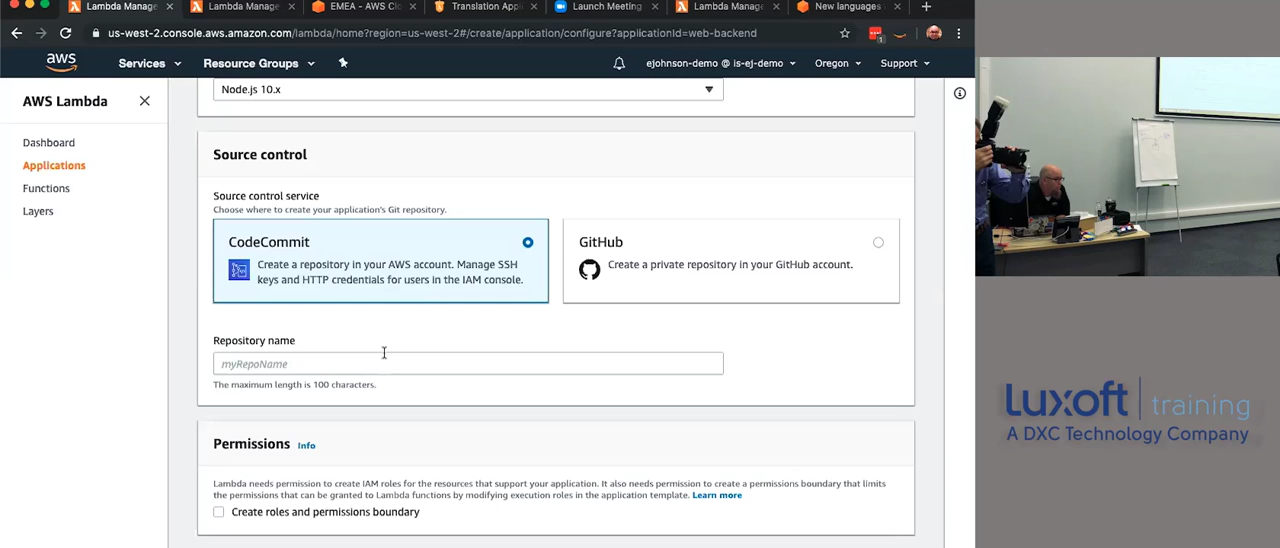 Lambda Manage
Lambda Manage
EMEA - AWS Clo
Translation Appl
Launch Meeting
Lambda Manage
New languages
us-west-2.console.aws.amazon.com/lambda/home?region=us-west-2#/create/application/configure?applicationId=web-backend
aws
Services
Resource Groups
ejohnson-demo @ is-ej-demo
Oregon
Support
AWS Lambda
Dashboard
Applications
Functions
Layers
Node.js 10.x
Source control
Source control service
Choose where to create your application's Git repository.
CodeCommit
Create a repository in your AWS account. Manage SSH
keys and HTTP credentials for users in the IAM console.
GitHub
Create a private repository in your GitHub account.
Repository name
myRepoName
The maximum length is 100 characters.
Permissions Info
Lambda needs permission to create IAM roles for the resources that support your application. It also needs permission to create a permissions boundary that limits
the permissions that can be granted to Lambda functions by modifying execution roles in the application template. Learn more
Create roles and permissions boundary
luxoft training
A DXC Technology Company